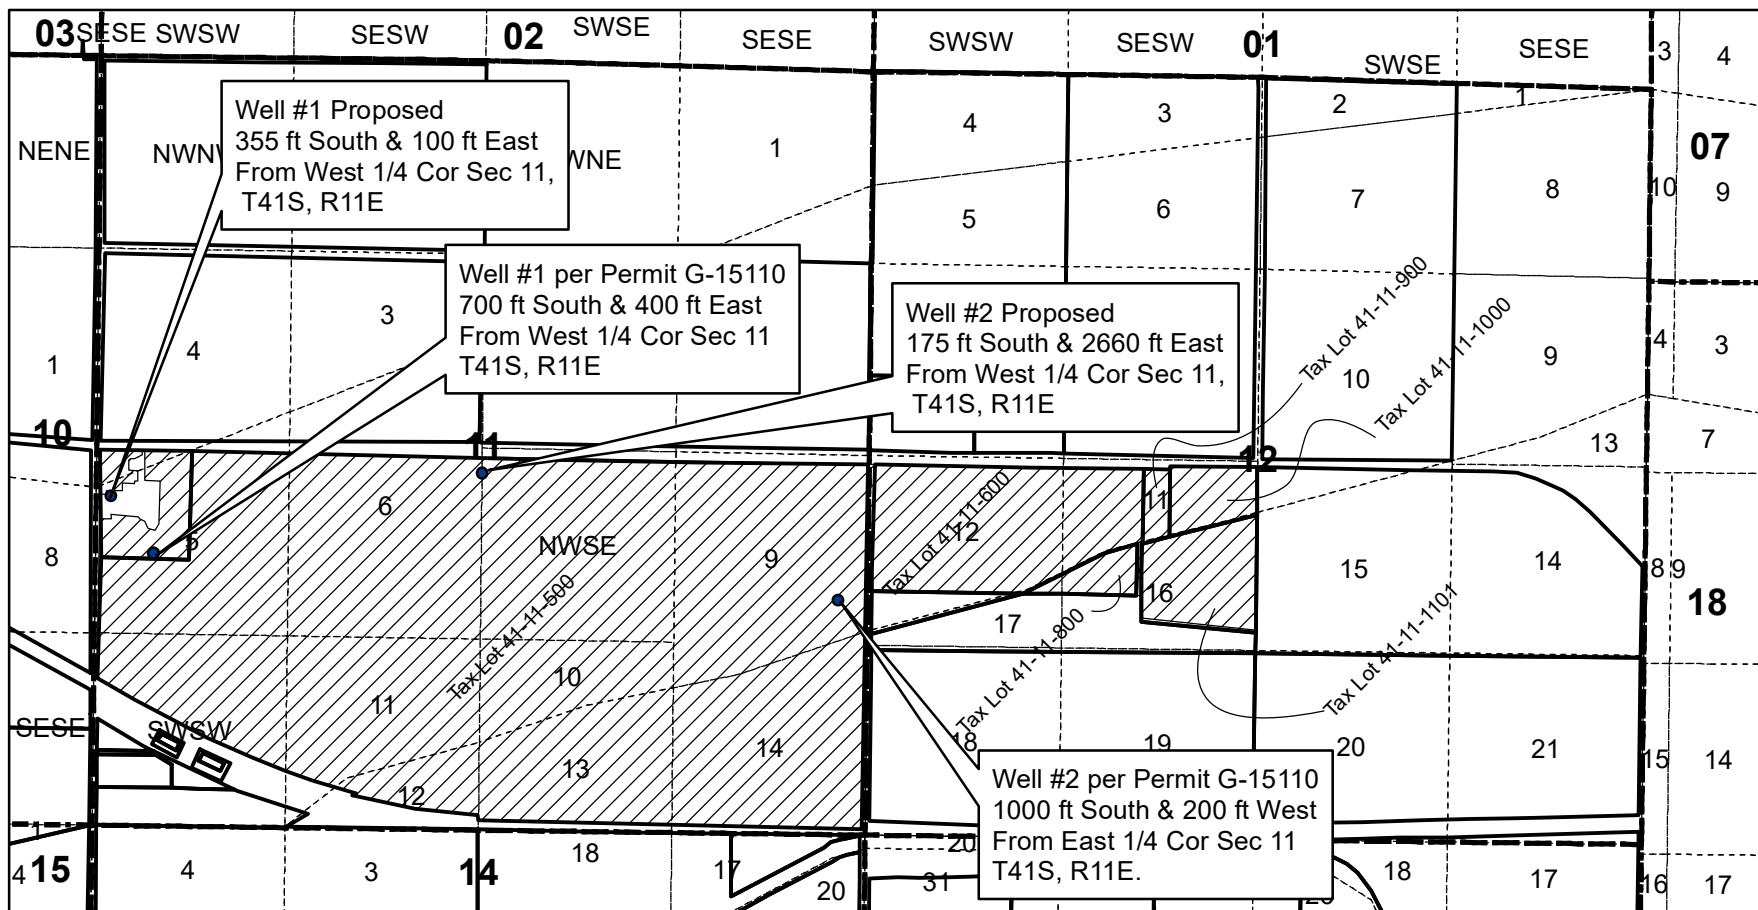 03
SESE
SWSW
SESW
02
SWSE
SESE
SWSW
SESW
01
SWSE
SESE
3
4
Well #1 Proposed
355 ft South & 100 ft East
From West 1/4 Cor Sec 11,
T41S, R11E
NENE
1
4
3
2
1
07
5
6
7
8
10
9
Well #1 per Permit G-15110
700 ft South & 400 ft East
From West 1/4 Cor Sec 11
T41S, R11E
Well #2 Proposed
175 ft South & 2660 ft East
From West 1/4 Cor Sec 11,
T41S, R11E
Tax Lot 41-11-900
Tax Lot 41-11-1000
1
4
3
10
9
4
3
10
11
12
13
7
8
5
6
NWSE
9
Tax Lot 41-11-500
Tax Lot 41-11-600
12
11
16
17
Tax Lot 41-11-800
Tax Lot 41-11-1101
15
14
8
9
18
SESE
SWSW
11
10
12
13
14
18
19
20
21
15
14
Well #2 per Permit G-15110
1000 ft South & 200 ft West
From East 1/4 Cor Sec 11
T41S, R11E.
1
4
15
4
3
14
18
17
20
20
31
18
17
16
17